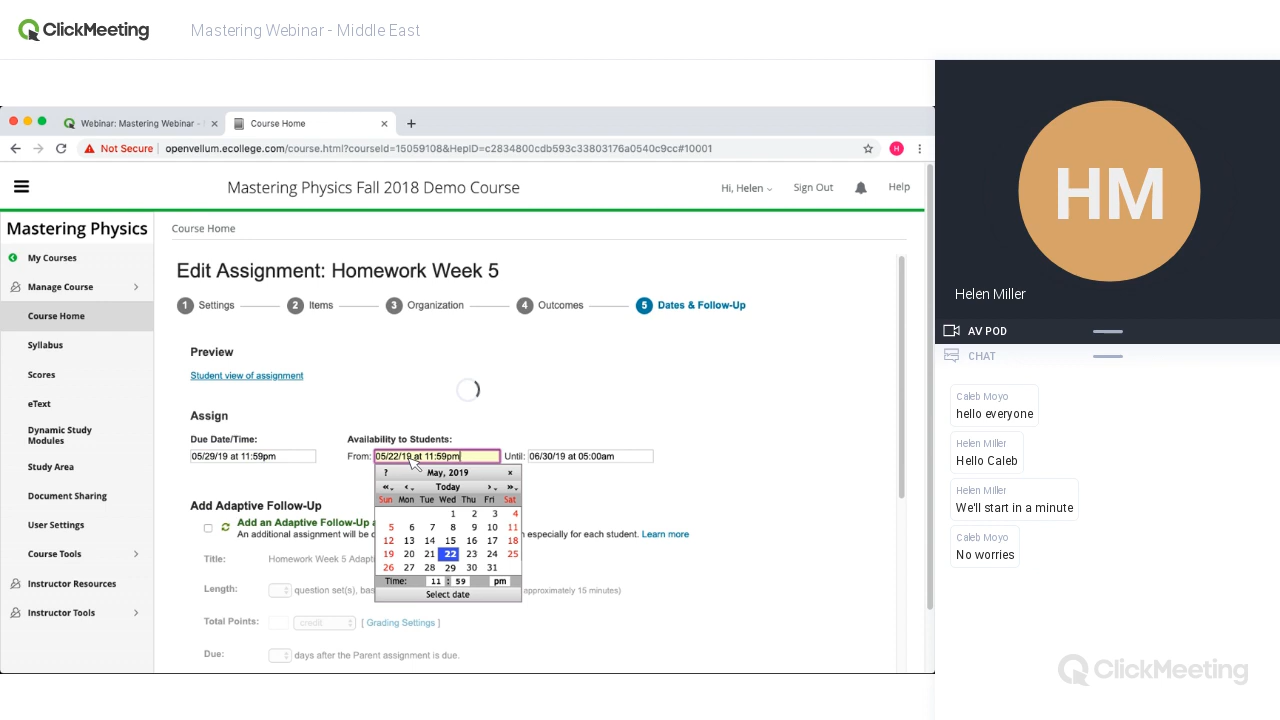 ClickMeeting
Mastering Webinar - Middle East
Webinar: Mastering Webinar -
Course Home
Not Secure
openvellum.ecollege.com/course.html?courseId=15059108&HepID=c2834800cdb593c33803176a0540c9cc#10001
H
Mastering Physics Fall 2018 Demo Course
Hi, Helen
Sign Out
Help
Mastering Physics
My Courses
Manage Course
Course Home
Syllabus
Scores
eText
Dynamic Study
Modules
Study Area
Document Sharing
User Settings
Course Tools
Instructor Resources
Instructor Tools
Course Home
Edit Assignment: Homework Week 5
1 Settings
2 Items
3 Organization
4 Outcomes
5 Dates & Follow-Up
Preview
Student view of assignment
Assign
Due Date/Time:
Availability to Students:
05/29/19 at 11:59pm
From: 05/22/19 at 11:59pm
Until: 06/30/19 at 05:00am
? May, 2019 ×
« ‹ Today › »
Sun Mon Tue Wed Thu Fri Sat
1 2 3 4
5 6 7 8 9 10 11
12 13 14 15 16 17 18
19 20 21 22 23 24 25
26 27 28 29 30 31
Time: 11 : 59 pm
Select date
Add Adaptive Follow-Up
Add an Adaptive Follow-Up
An additional assignment will be especially for each student. Learn more
Title: Homework Week 5
Length: question set(s), approximately 15 minutes)
Total Points: credit [ Grading Settings ]
Due: days after the Parent assignment is due.
HM
Helen Miller
AV POD
CHAT
Caleb Moyo
hello everyone
Helen Miller
Hello Caleb
Helen Miller
We'll start in a minute
Caleb Moyo
No worries
ClickMeeting